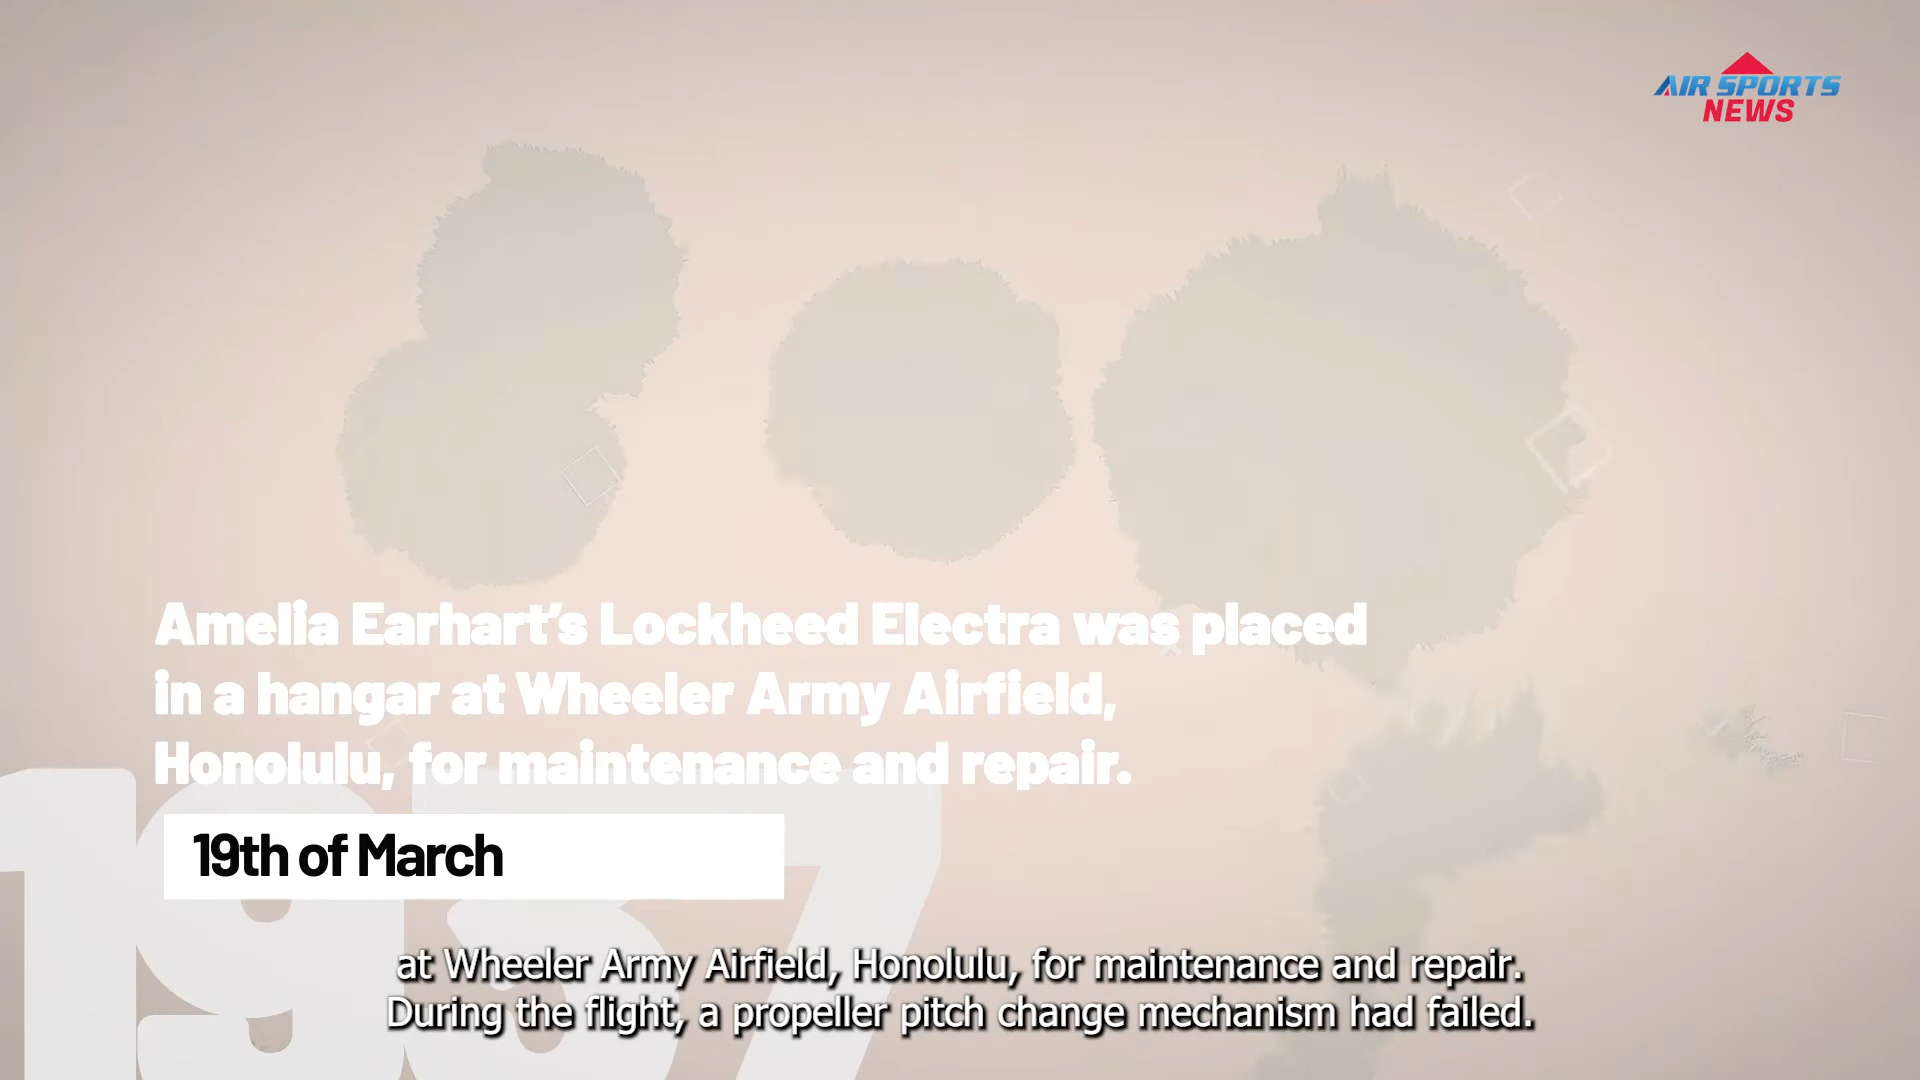 AIR SPORTS
NEWS
Amelia Earhart’s Lockheed Electra was placed
in a hangar at Wheeler Army Airfield,
Honolulu, for maintenance and repair.
1937
19th of March
at Wheeler Army Airfield, Honolulu, for maintenance and repair.
During the flight, a propeller pitch change mechanism had failed.